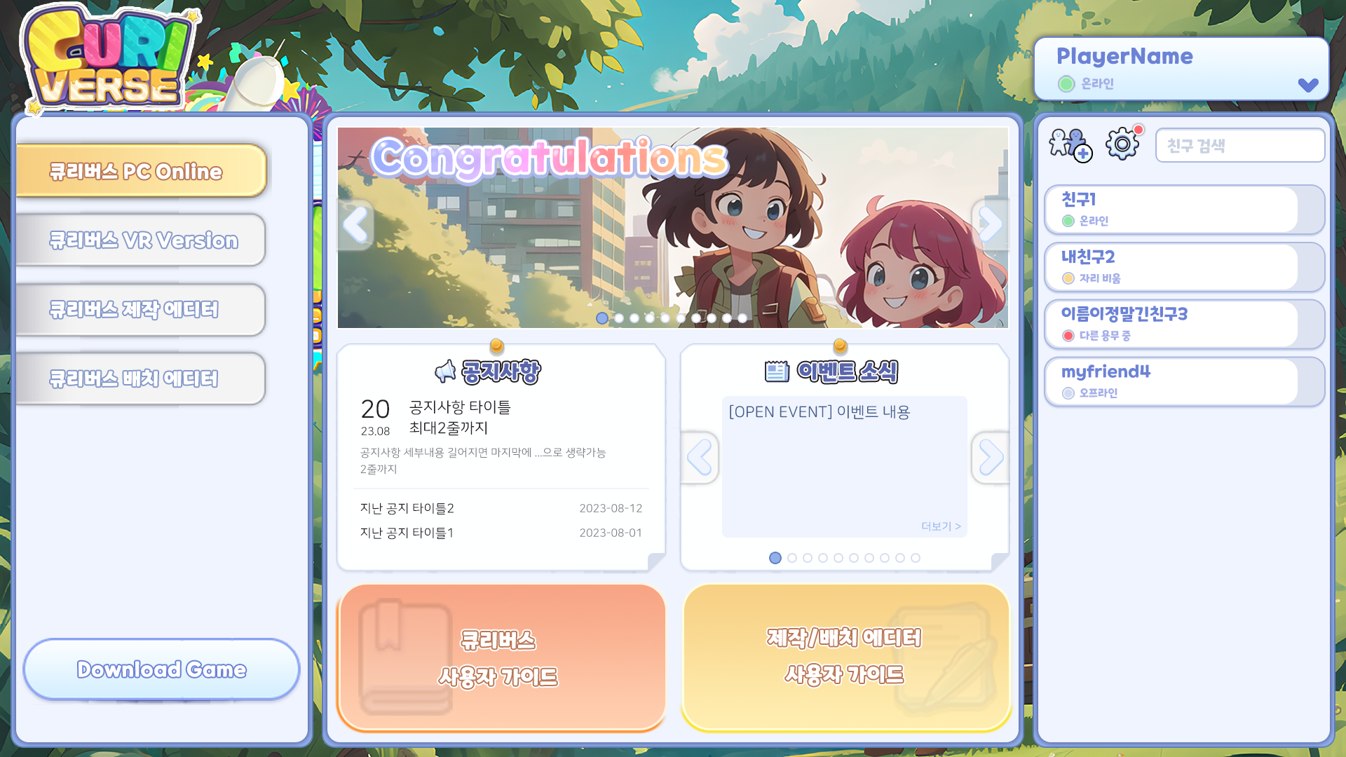 CURI
VERSE
PlayerName
온라인
큐리버스 PC Online
큐리버스 VR Version
큐리버스 제작 에디터
큐리버스 배치 에디터
Download Game
Congratulations
공지사항
20
23.08
공지사항 타이틀
최대2줄까지
공지사항 세부내용 길어지면 마지막에 ...으로 생략가능
2줄까지
지난 공지 타이틀2 2023-08-12
지난 공지 타이틀1 2023-08-01
이벤트 소식
[OPEN EVENT] 이벤트 내용
더보기 >
큐리버스
사용자 가이드
제작/배치 에디터
사용자 가이드
친구 검색
친구1
온라인
내친구2
자리 비움
이름이정말긴친구3
다른 용무 중
myfriend4
오프라인